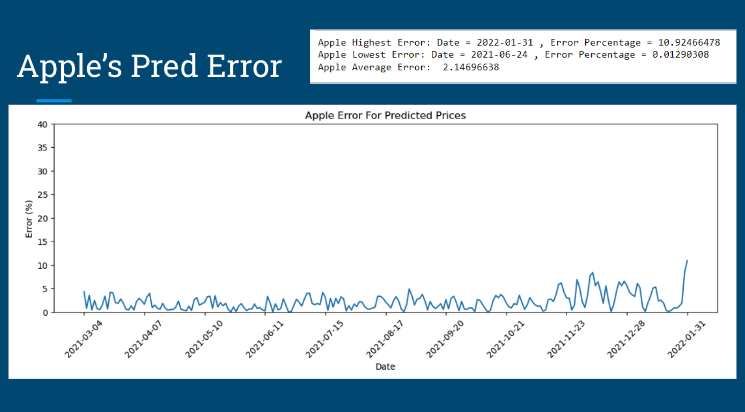 Apple's Pred Error
Apple Highest Error: Date = 2022-01-31 , Error Percentage = 10.92466478
Apple Lowest Error: Date = 2021-06-24 , Error Percentage = 0.01290308
Apple Average Error: 2.14696638
Apple Error For Predicted Prices
Error (%)
40
35
30
25
20
15
10
5
0
2021-03-04
2021-04-07
2021-05-10
2021-06-11
2021-07-15
2021-08-17
2021-09-20
2021-10-21
2021-11-23
2021-12-28
2022-01-31
Date